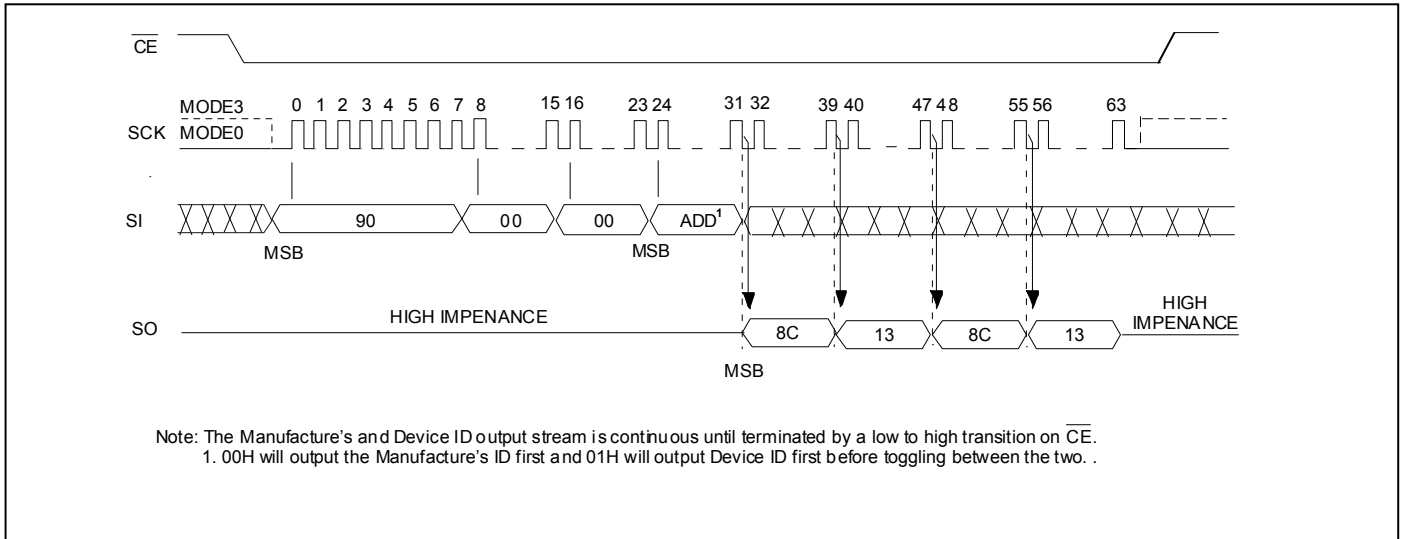 CE
MODE3 0 1 2 3 4 5 6 7 8 15 16 23 24 31 32 39 40 47 48 55 56 63
SCK MODE0
SI 90 00 00 ADD1
MSB MSB
HIGH IMPENANCE HIGH IMPENANCE
SO 8C 13 8C 13
MSB
Note: The Manufacture's and Device ID output stream is continuous until terminated by a low to high transition on CE.
1. 00H will output the Manufacture's ID first and 01H will output Device ID first before toggling between the two. .